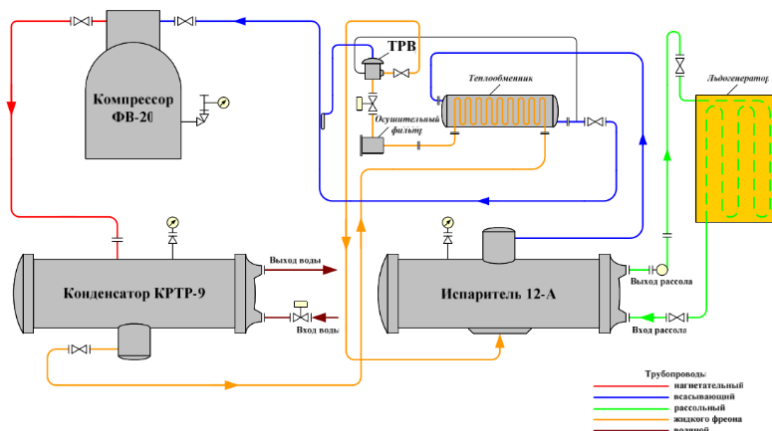 ТРВ
Теплообменник
Льдогенератор
Компрессор
ФВ-20
Осушительный
фильтр
Выход воды
Конденсатор КРТР-9
Вход воды
Испаритель 12-А
Выход рассола
Вход рассола
Трубопроводы
нагнетательный
всасывающий
рассольный
жидкого фреона
водяной